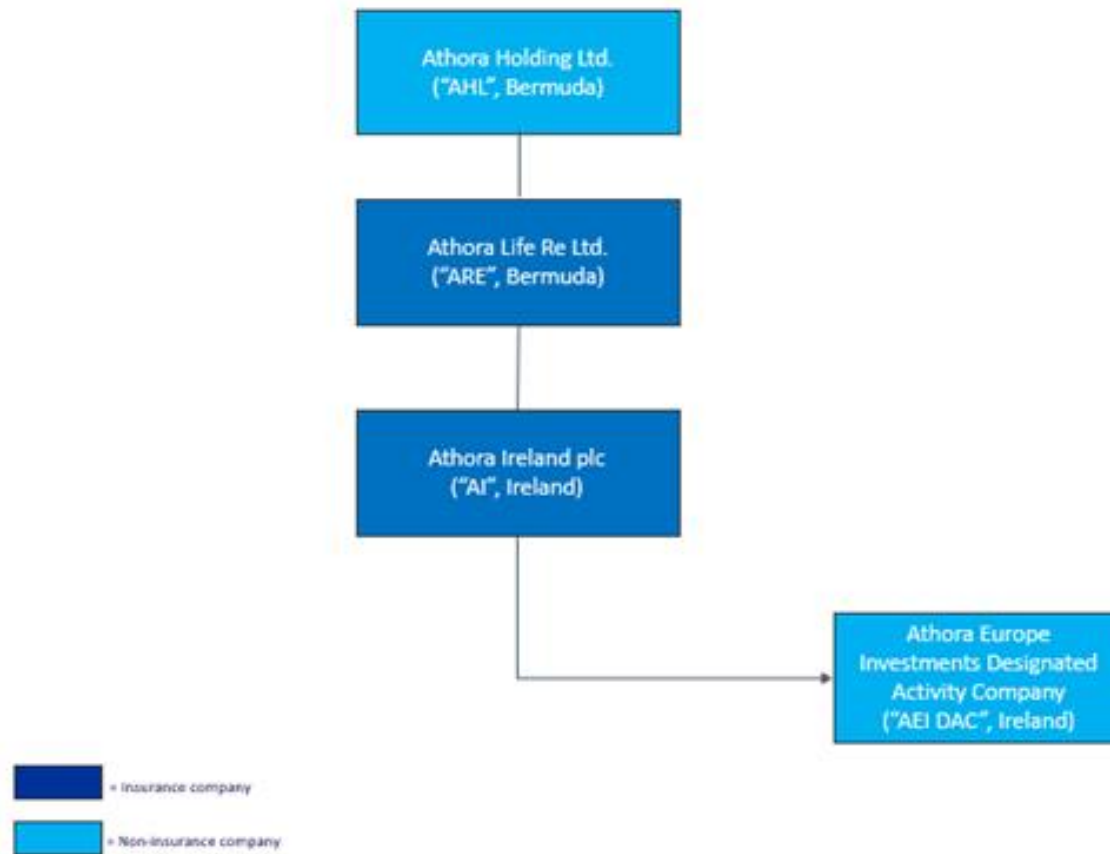 Athora Holding Ltd.
(“AHL”, Bermuda)
Athora Life Re Ltd.
(“ARE”, Bermuda)
Athora Ireland plc
(“AI”, Ireland)
Athora Europe
Investments Designated
Activity Company
(“AEI DAC”, Ireland)
= Insurance company
= Non-insurance company